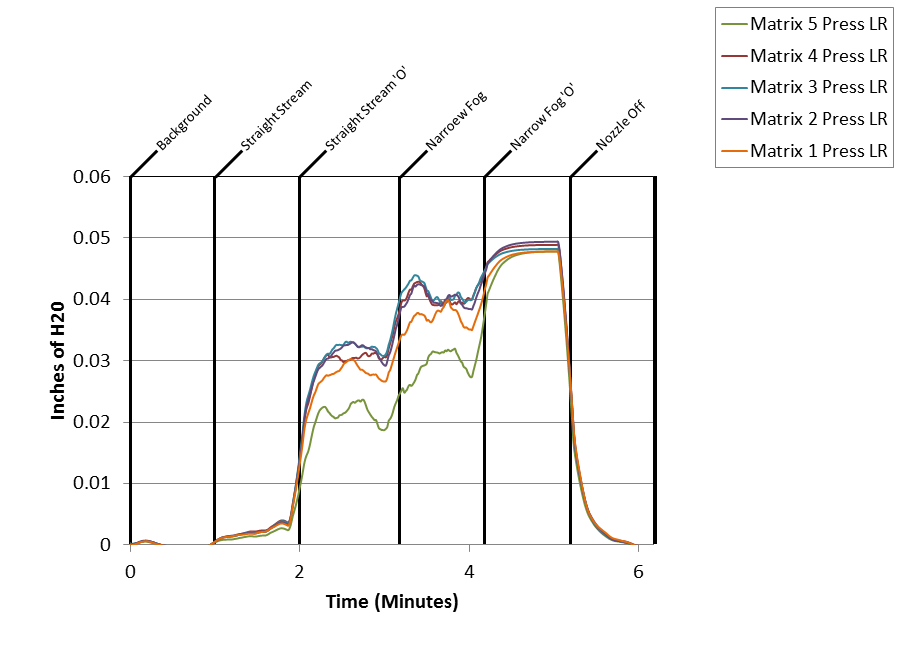 Matrix 5 Press LR
Matrix 4 Press LR
Matrix 3 Press LR
Matrix 2 Press LR
Matrix 1 Press LR
Background
Straight Stream
Straight Stream 'O'
Narroew Fog
Narrow Fog 'O'
Nozzle Off
0.06
0.05
0.04
0.03
0.02
0.01
0
Inches of H20
0 2 4 6
Time (Minutes)